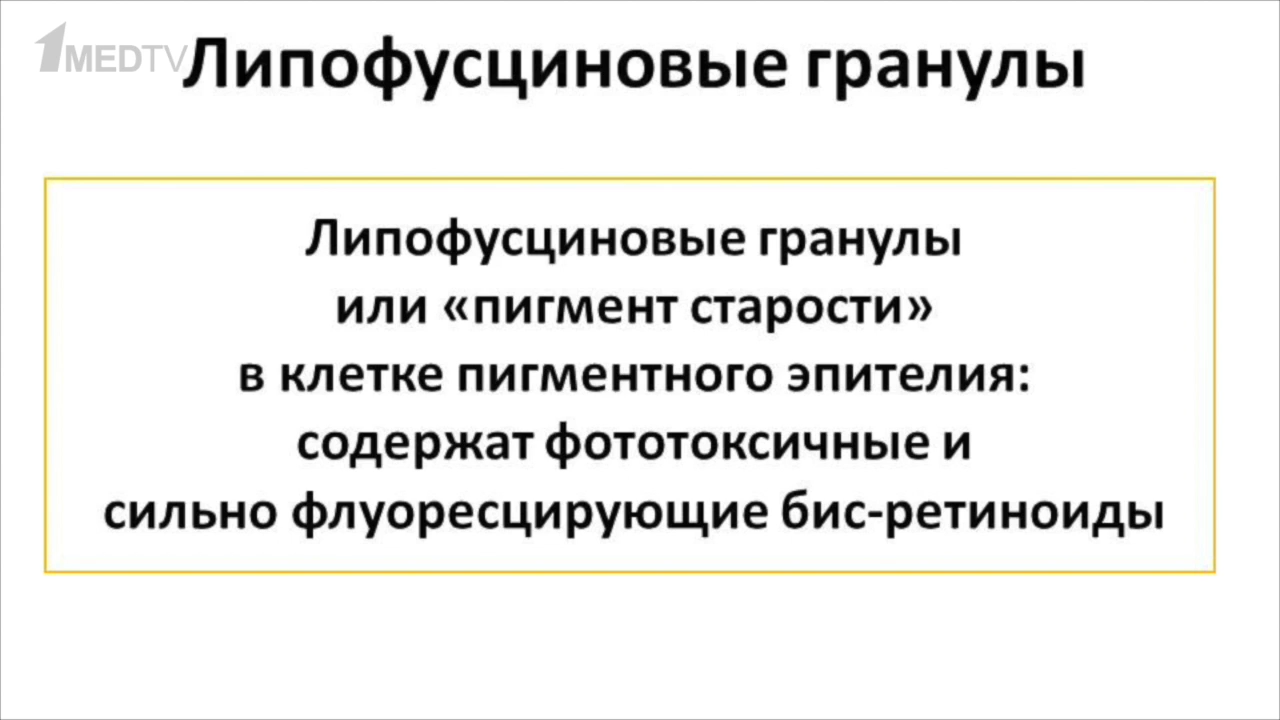 1MEDTV
Липофусциновые гранулы
Липофусциновые гранулы
или «пигмент старости»
в клетке пигментного эпителия:
содержат фототоксичные и
сильно флуоресцирующие бис-ретиноиды